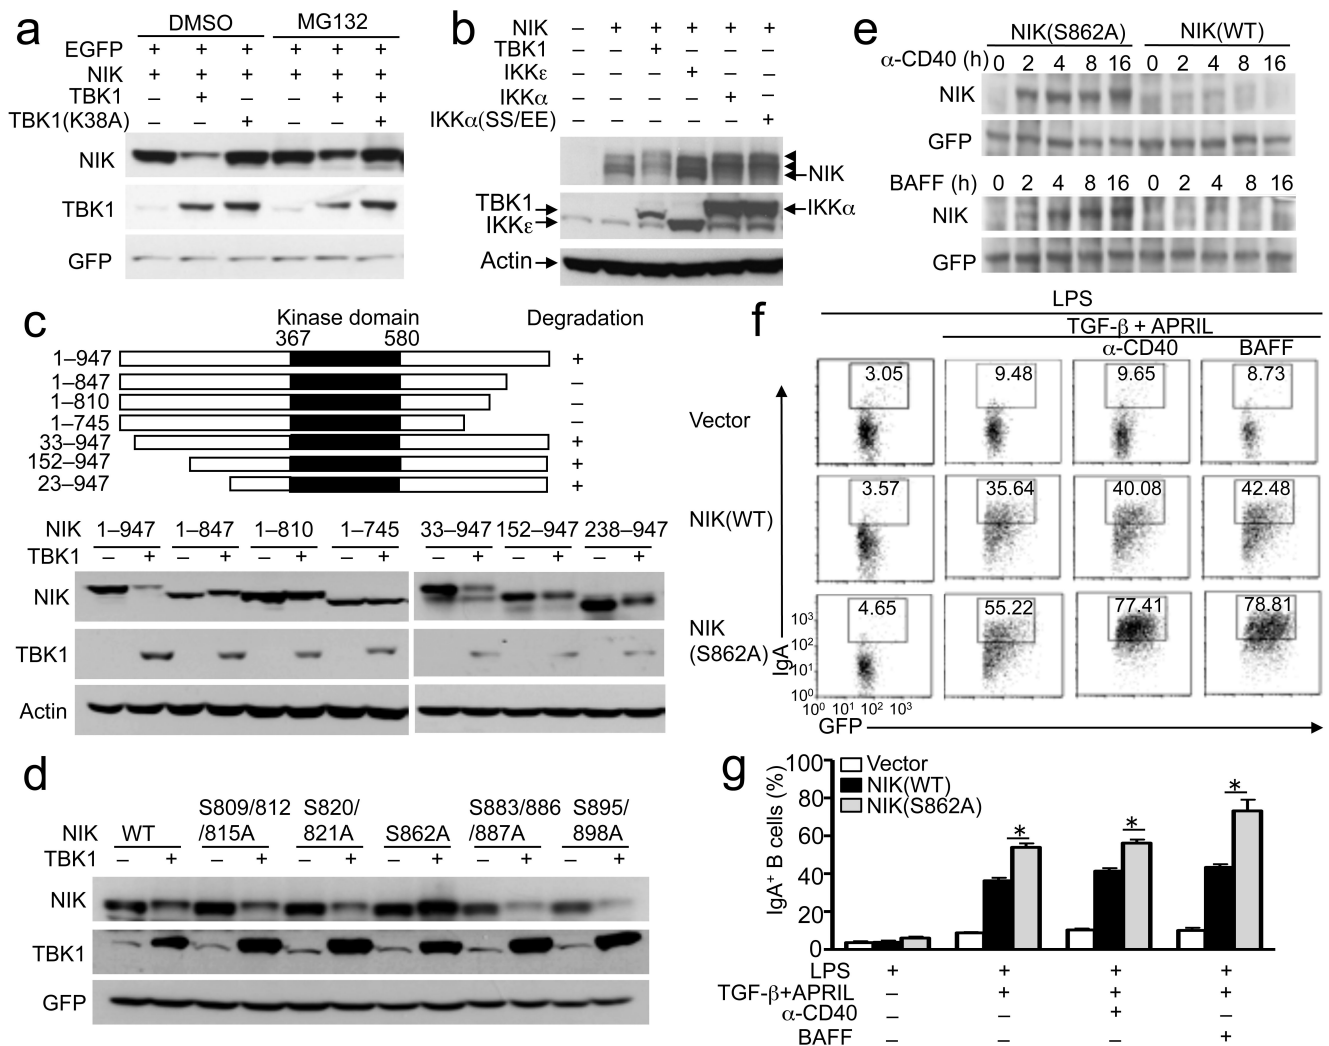 a
DMSO MG132
EGFP + + + + + +
NIK + + + + + +
TBK1 – + – – + +
TBK1(K38A) – – + – – +
NIK
TBK1
GFP
b
NIK – + + + + +
TBK1 – – + – – –
IKKε – – – + – –
IKKα – – – – + –
IKKα(SS/EE) – – – – – +
NIK
TBK1
IKKα
IKKε
Actin
c
Kinase domain Degradation
367 580
1–947 +
1–847 –
1–810 –
1–745 –
33–947 +
152–947 +
23–947 +
NIK 1–947 1–847 1–810 1–745 33–947 152–947 238–947
TBK1 – + – + – + – + – + – + – +
NIK
TBK1
Actin
d
NIK WT S809/812/815A S820/821A S862A S883/886/887A S895/898A
TBK1 – + – + – + – + – + – +
NIK
TBK1
GFP
e
NIK(S862A) NIK(WT)
α-CD40 (h) 0 2 4 8 16 0 2 4 8 16
NIK
GFP
BAFF (h) 0 2 4 8 16 0 2 4 8 16
NIK
GFP
f
LPS
TGF-β + APRIL
α-CD40 BAFF
Vector 3.05 9.48 9.65 8.73
NIK(WT) 3.57 35.64 40.08 42.48
NIK (S862A) 4.65 55.22 77.41 78.81
IgA
10³
10²
10¹
10⁰
10⁰ 10¹ 10² 10³
GFP
g
IgA⁺ B cells (%)
100
80
60
40
20
0
Vector
NIK(WT)
NIK(S862A)
* * *
LPS + + + +
TGF-β+APRIL – + + +
α-CD40 – – + –
BAFF – – – +